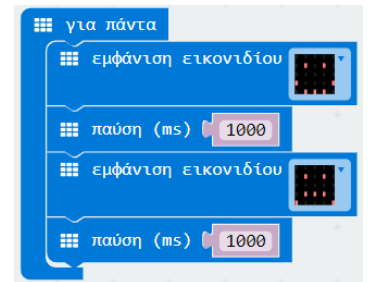 για πάντα
εμφάνιση εικονιδίου
παύση (ms) 1000
εμφάνιση εικονιδίου
παύση (ms) 1000